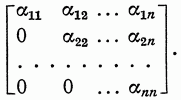 α₁₁ α₁₂ ... α₁ₙ
0 α₂₂ ... α₂ₙ
. . . . . . . . .
0 0 ... αₙₙ .